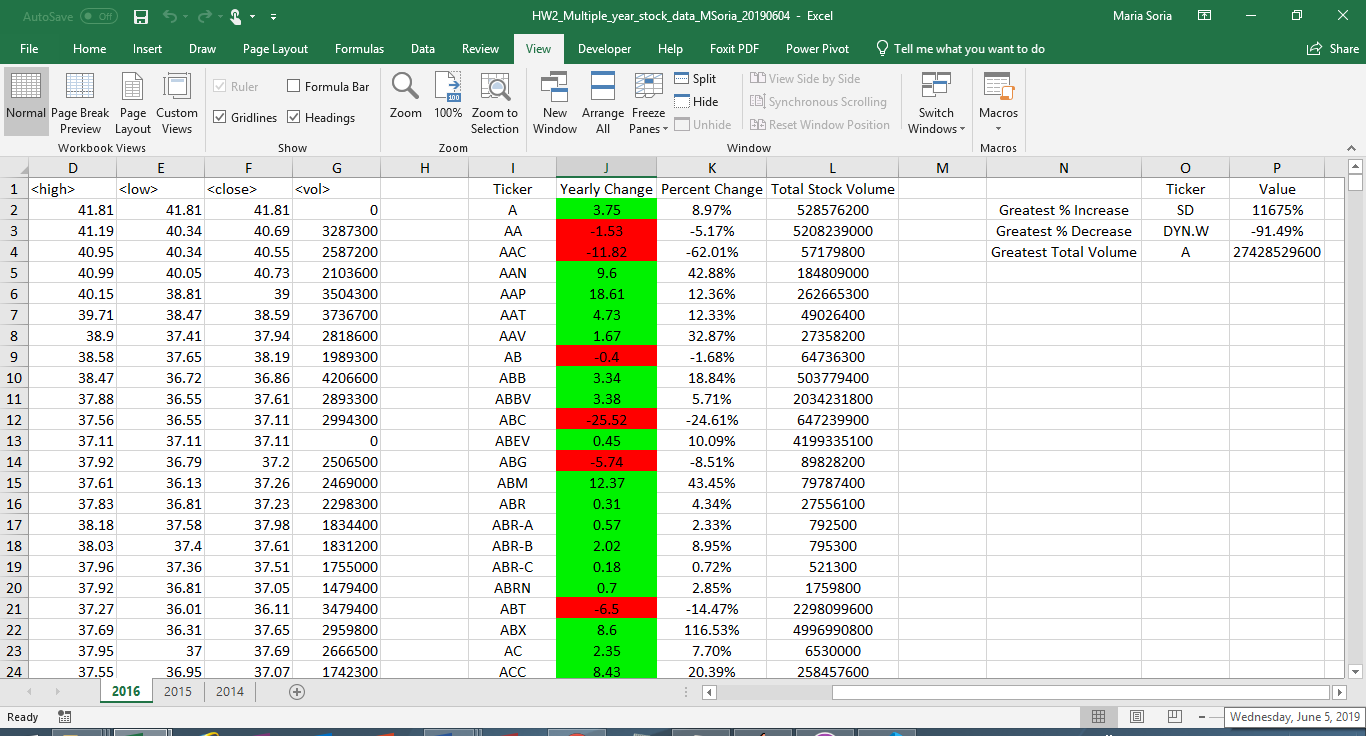 AutoSave Off HW2_Multiple_year_stock_data_MSoria_20190604 - Excel Maria Soria
File Home Insert Draw Page Layout Formulas Data Review View Developer Help Foxit PDF Power Pivot Tell me what you want to do Share
Normal Page Break Preview Page Layout Custom Views
Workbook Views
Ruler Formula Bar
Gridlines Headings
Show
Zoom 100 100% Zoom to Selection
Zoom
New Window Arrange All Freeze Panes
Split View Side by Side
Hide Synchronous Scrolling
Unhide Reset Window Position
Switch Windows
Window
Macros
Macros
D E F G H I J K L M N O P
1 <high> <low> <close> <vol> Ticker Yearly Change Percent Change Total Stock Volume Ticker Value
2 41.81 41.81 41.81 0 A 3.75 8.97% 528576200 Greatest % Increase SD 11675%
3 41.19 40.34 40.69 3287300 AA -1.53 -5.17% 5208239000 Greatest % Decrease DYN.W -91.49%
4 40.95 40.34 40.55 2587200 AAC -11.82 -62.01% 57179800 Greatest Total Volume A 27428529600
5 40.99 40.05 40.73 2103600 AAN 9.6 42.88% 184809000
6 40.15 38.81 39 3504300 AAP 18.61 12.36% 262665300
7 39.71 38.47 38.59 3736700 AAT 4.73 12.33% 49026400
8 38.9 37.41 37.94 2818600 AAV 1.67 32.87% 27358200
9 38.58 37.65 38.19 1989300 AB -0.4 -1.68% 64736300
10 38.47 36.72 36.86 4206600 ABB 3.34 18.84% 503779400
11 37.88 36.55 37.61 2893300 ABBV 3.38 5.71% 2034231800
12 37.56 36.55 37.11 2994300 ABC -25.52 -24.61% 647239900
13 37.11 37.11 37.11 0 ABEV 0.45 10.09% 4199335100
14 37.92 36.79 37.2 2506500 ABG -5.74 -8.51% 89828200
15 37.61 36.13 37.26 2469000 ABM 12.37 43.45% 79787400
16 37.83 36.81 37.23 2298300 ABR 0.31 4.34% 27556100
17 38.18 37.58 37.98 1834400 ABR-A 0.57 2.33% 792500
18 38.03 37.4 37.61 1831200 ABR-B 2.02 8.95% 795300
19 37.96 37.36 37.51 1755000 ABR-C 0.18 0.72% 521300
20 37.92 36.81 37.05 1479400 ABRN 0.7 2.85% 1759800
21 37.27 36.01 36.11 3479400 ABT -6.5 -14.47% 2298099600
22 37.69 36.31 37.65 2959800 ABX 8.6 116.53% 4996990800
23 37.95 37 37.69 2666500 AC 2.35 7.70% 6530000
24 37.55 36.95 37.07 1742300 ACC 8.43 20.39% 258457600
2016 2015 2014
Ready Wednesday, June 5, 2019